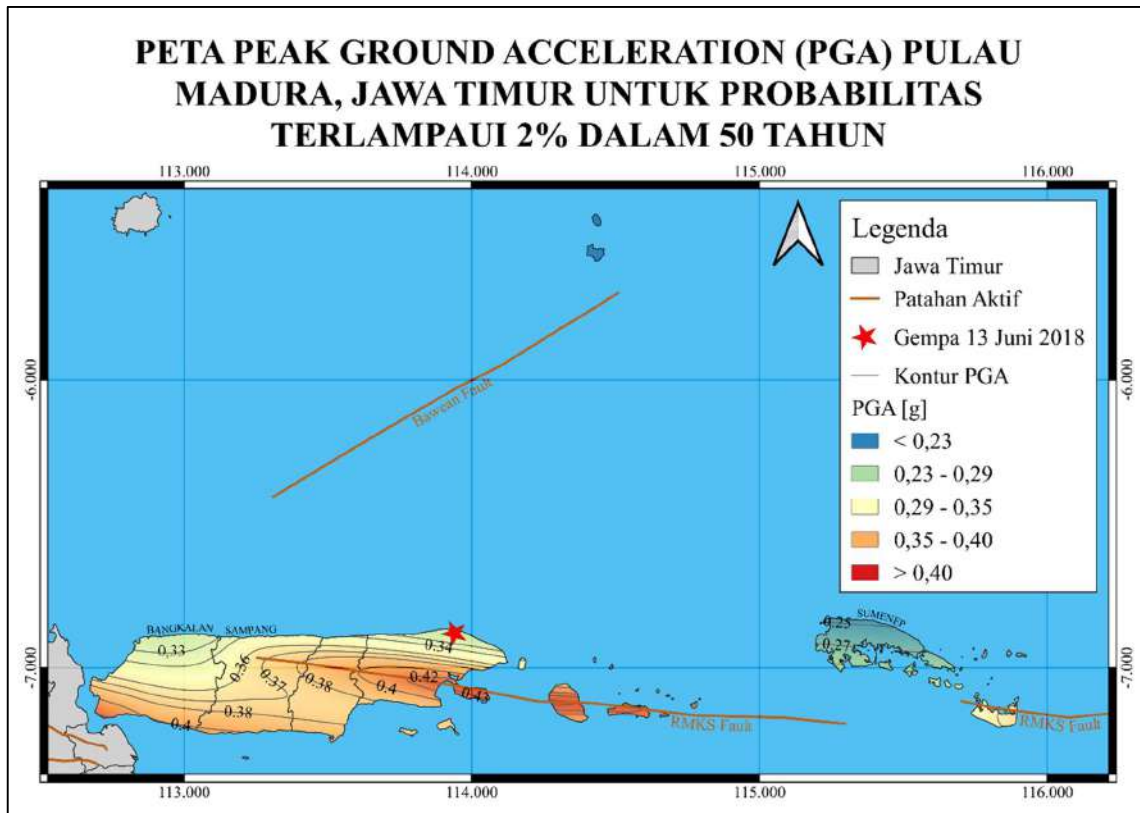 PETA PEAK GROUND ACCELERATION (PGA) PULAU
MADURA, JAWA TIMUR UNTUK PROBABILITAS
TERLAMPAUI 2% DALAM 50 TAHUN
113.000 114.000 115.000 116.000
Legenda
Jawa Timur
Patahan Aktif
Gempa 13 Juni 2018
Kontur PGA
PGA [g]
< 0,23
0,23 - 0,29
0,29 - 0,35
0,35 - 0,40
> 0,40
-6.000
-6.000
Bawean Fault
BANGKALAN
SAMPANG
SUMENEP
0.25
0.27
0.33
0.34
0.36
0.37
0.38
0.4
0.42
0.43
0.38
0.4
-7.000
-7.000
RMKS Fault
RMKS Fault
113.000 114.000 115.000 116.000